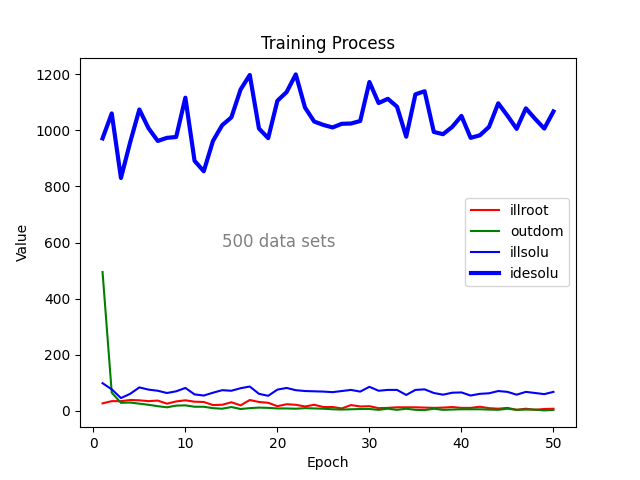 Training Process
Value
1200
1000
800
600
400
200
0
500 data sets
illroot
outdom
illsolu
idesolu
0 10 20 30 40 50
Epoch